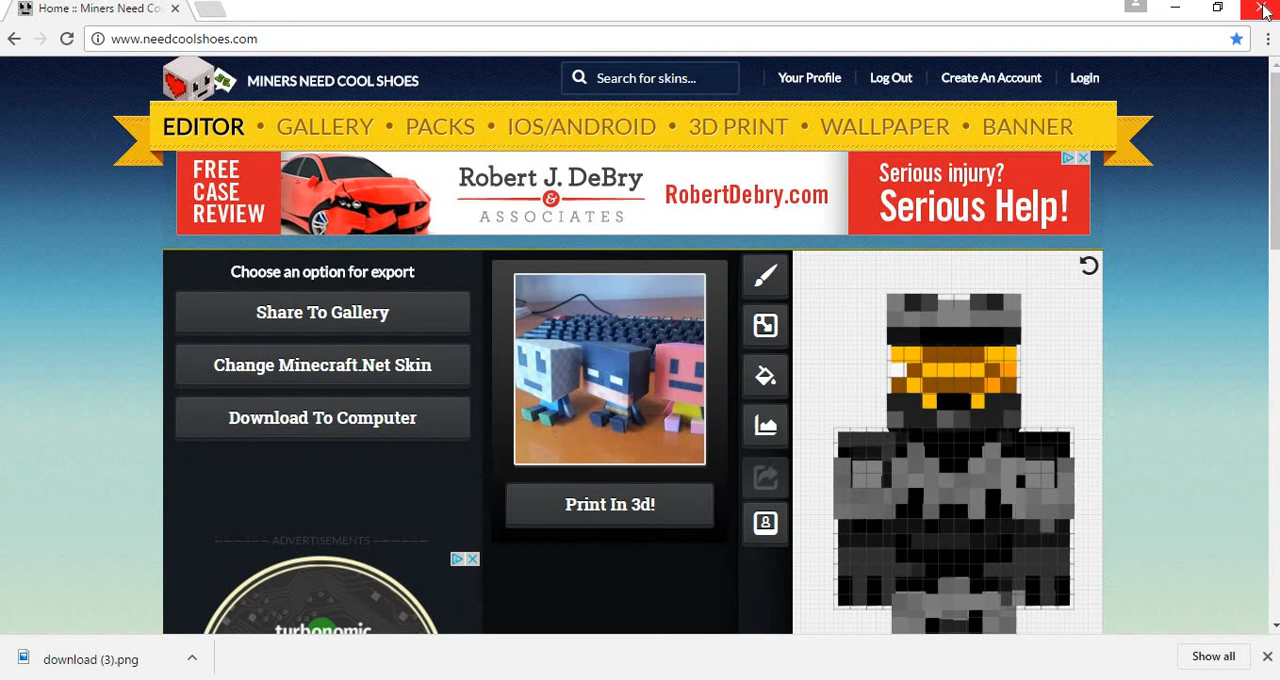 Home :: Miners Need Co
www.needcoolshoes.com
MINERS NEED COOL SHOES
Search for skins...
Your Profile
Log Out
Create An Account
Login
EDITOR • GALLERY • PACKS • IOS/ANDROID • 3D PRINT • WALLPAPER • BANNER
FREE
CASE
REVIEW
Robert J. DeBry
&
ASSOCIATES
RobertDebry.com
Serious injury?
Serious Help!
Choose an option for export
Share To Gallery
Change Minecraft.Net Skin
Download To Computer
Print In 3d!
ADVERTISEMENTS
turbonomic
download (3).png
Show all